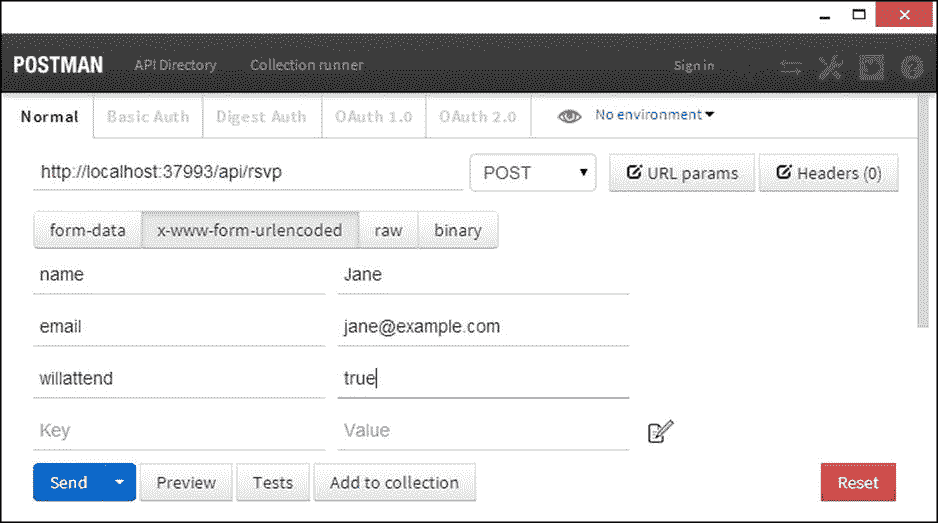 POSTMAN API Directory Collection runner Sign in
Normal Basic Auth Digest Auth OAuth 1.0 OAuth 2.0 No environment
http://localhost:37993/api/rsvp POST URL params Headers (0)
form-data x-www-form-urlencoded raw binary
name Jane
email jane@example.com
willattend true
Key Value
Send Preview Tests Add to collection Reset